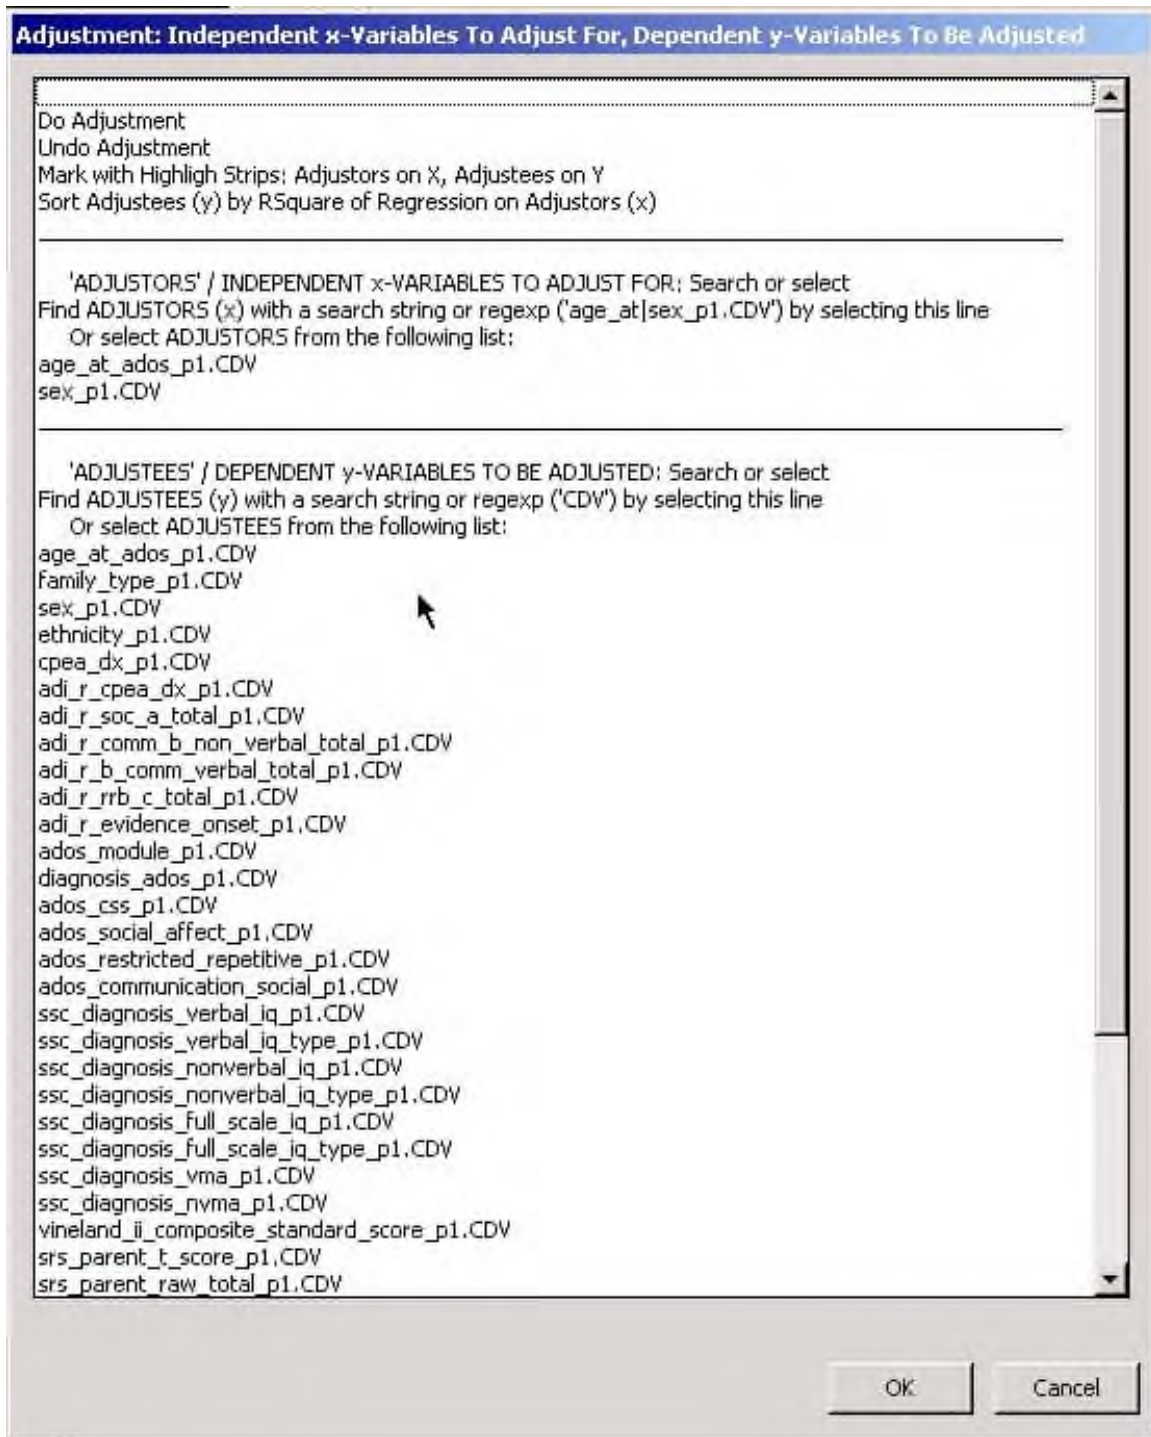 Adjustment: Independent x-Variables To Adjust For, Dependent y-Variables To Be Adjusted
Do Adjustment
Undo Adjustment
Mark with Highligh Strips: Adjustors on X, Adjustees on Y
Sort Adjustees (y) by RSquare of Regression on Adjustors (x)
'ADJUSTORS' / INDEPENDENT x-VARIABLES TO ADJUST FOR: Search or select
Find ADJUSTORS (x) with a search string or regexp ('age_at|sex_p1.CDV') by selecting this line
Or select ADJUSTORS from the following list:
age_at_ados_p1.CDV
sex_p1.CDV
'ADJUSTEES' / DEPENDENT y-VARIABLES TO BE ADJUSTED: Search or select
Find ADJUSTEES (y) with a search string or regexp ('CDV') by selecting this line
Or select ADJUSTEES from the following list:
age_at_ados_p1.CDV
family_type_p1.CDV
sex_p1.CDV
ethnicity_p1.CDV
cpea_dx_p1.CDV
adi_r_cpea_dx_p1.CDV
adi_r_soc_a_total_p1.CDV
adi_r_comm_b_non_verbal_total_p1.CDV
adi_r_b_comm_verbal_total_p1.CDV
adi_r_rrb_c_total_p1.CDV
adi_r_evidence_onset_p1.CDV
ados_module_p1.CDV
diagnosis_ados_p1.CDV
ados_css_p1.CDV
ados_social_affect_p1.CDV
ados_restricted_repetitive_p1.CDV
ados_communication_social_p1.CDV
ssc_diagnosis_verbal_iq_p1.CDV
ssc_diagnosis_verbal_iq_type_p1.CDV
ssc_diagnosis_nonverbal_iq_p1.CDV
ssc_diagnosis_nonverbal_iq_type_p1.CDV
ssc_diagnosis_full_scale_iq_p1.CDV
ssc_diagnosis_full_scale_iq_type_p1.CDV
ssc_diagnosis_vma_p1.CDV
ssc_diagnosis_nvma_p1.CDV
vineland_ii_composite_standard_score_p1.CDV
srs_parent_t_score_p1.CDV
srs_parent_raw_total_p1.CDV
OK
Cancel